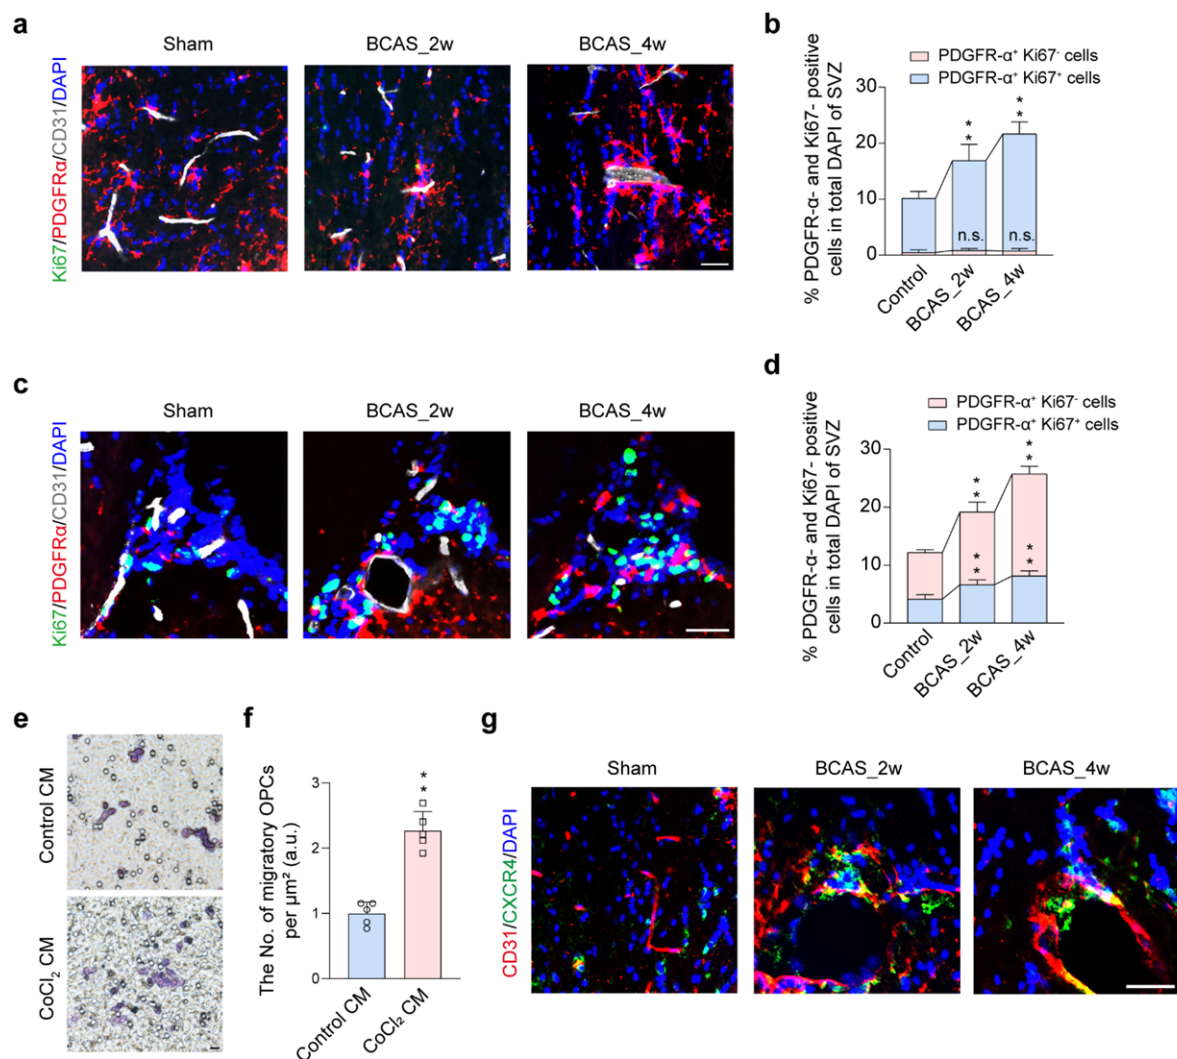 a
Sham
BCAS_2w
BCAS_4w
Ki67/PDGFRα/CD31/DAPI
b
PDGFR-α⁺ Ki67⁻ cells
PDGFR-α⁺ Ki67⁺ cells
% PDGFR-α- and Ki67- positive
cells in total DAPI of SVZ
30
20
10
0
**
**
n.s.
n.s.
Control
BCAS_2w
BCAS_4w
c
Sham
BCAS_2w
BCAS_4w
Ki67/PDGFRα/CD31/DAPI
d
PDGFR-α⁺ Ki67⁻ cells
PDGFR-α⁺ Ki67⁺ cells
% PDGFR-α- and Ki67- positive
cells in total DAPI of SVZ
30
20
10
0
**
**
**
**
Control
BCAS_2w
BCAS_4w
e
Control CM
CoCl₂ CM
f
The No. of migratory OPCs
per µm² (a.u.)
3
2
1
0
**
Control CM
CoCl₂ CM
g
Sham
BCAS_2w
BCAS_4w
CD31/CXCR4/DAPI